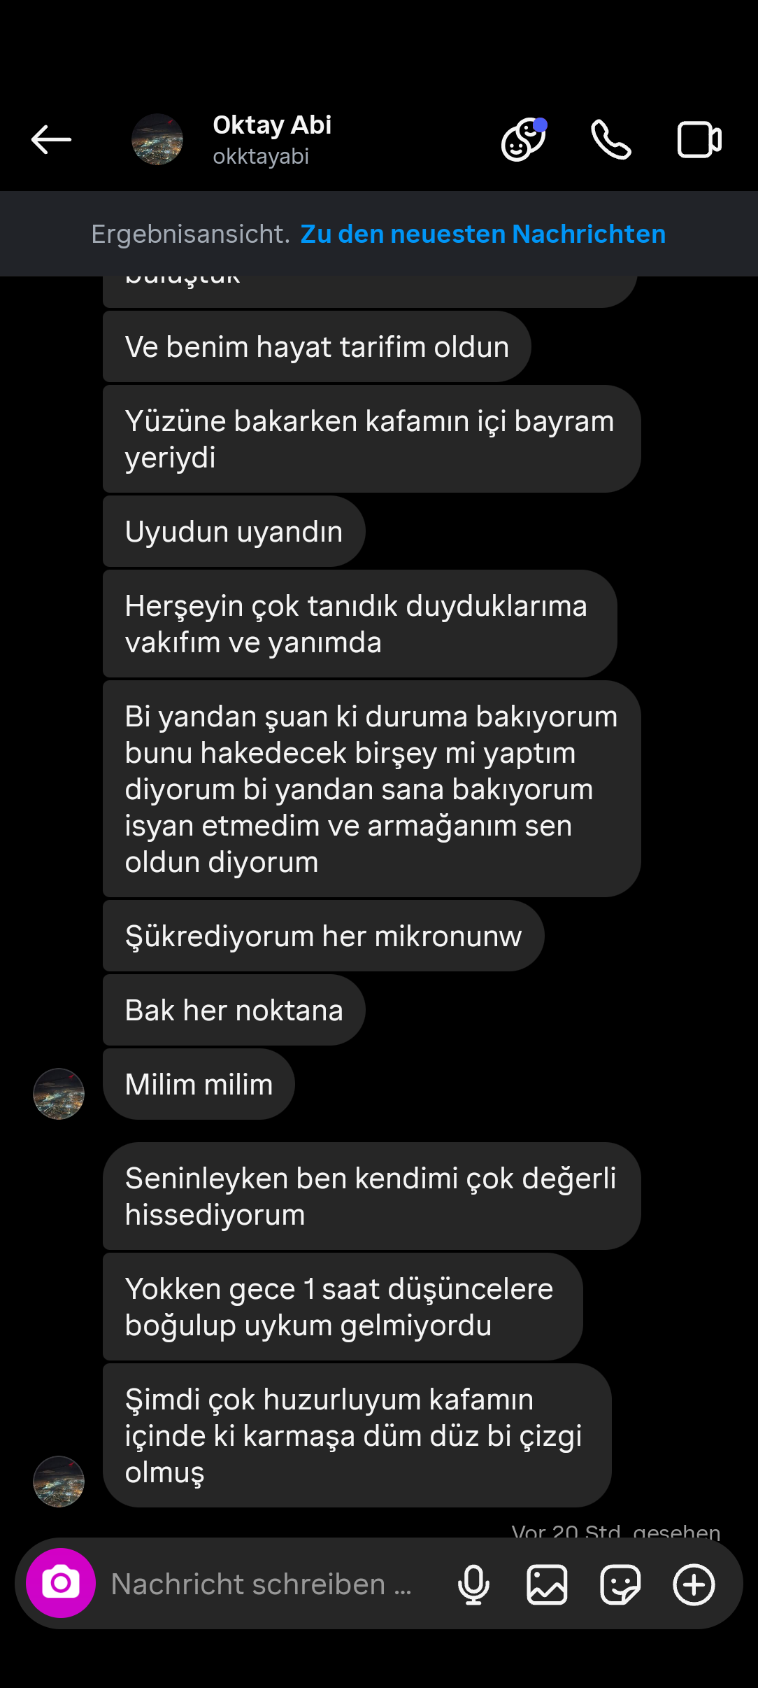 Oktay Abi
okktayabi
Ergebnisansicht. Zu den neuesten Nachrichten
buluştuk
Ve benim hayat tarifim oldun
Yüzüne bakarken kafamın içi bayram
yeriydi
Uyudun uyandın
Herşeyin çok tanıdık duyduklarıma
vakıfım ve yanımda
Bi yandan şuan ki duruma bakıyorum
bunu hakedecek birşey mi yaptım
diyorum bi yandan sana bakıyorum
isyan etmedim ve armağanım sen
oldun diyorum
Şükrediyorum her mikronunw
Bak her noktana
Milim milim
Seninleyken ben kendimi çok değerli
hissediyorum
Yokken gece 1 saat düşüncelere
boğulup uykum gelmiyordu
Şimdi çok huzurluyum kafamın
içinde ki karmaşa düm düz bi çizgi
olmuş
Vor 20 Std. gesehen
Nachricht schreiben ...